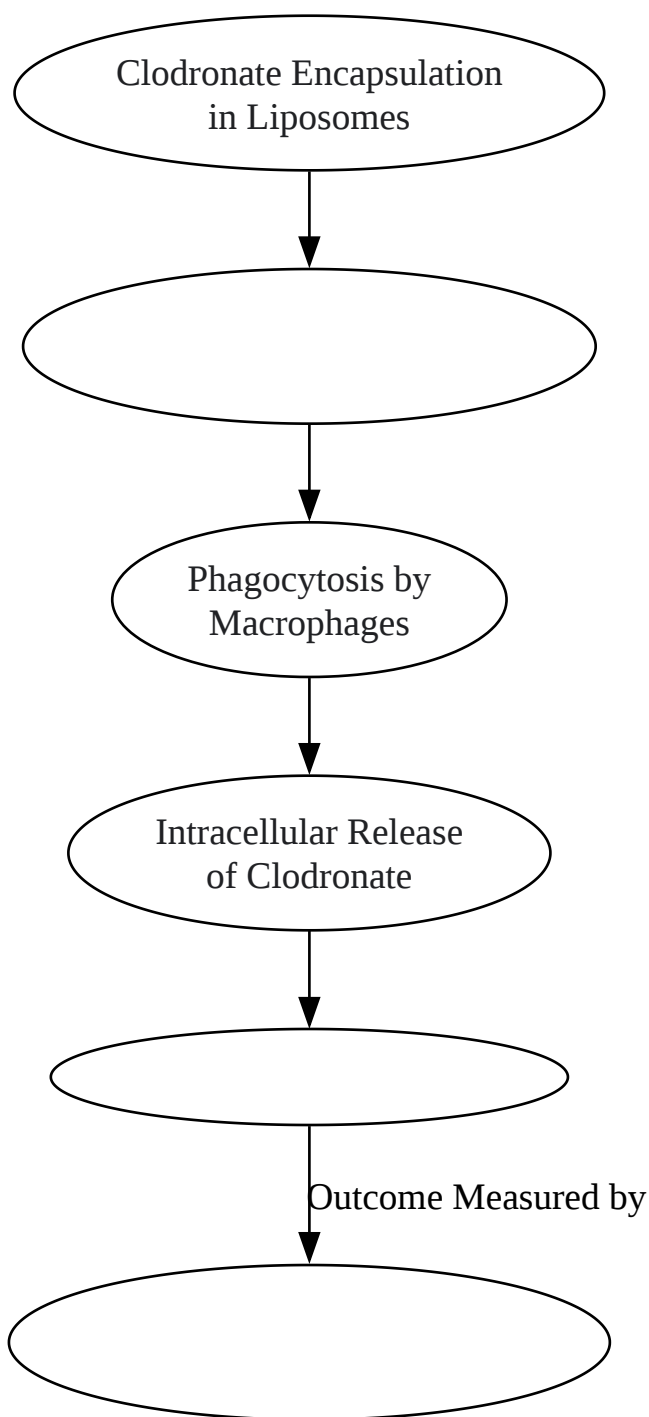 Clodronate Encapsulation
in Liposomes
Phagocytosis by
Macrophages
Intracellular Release
of Clodronate
Outcome Measured by